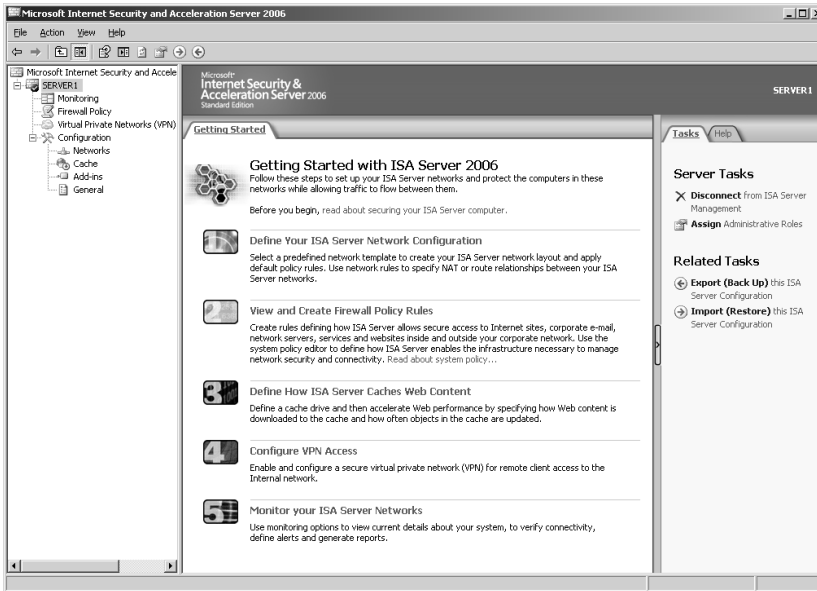 Microsoft Internet Security and Acceleration Server 2006
File Action View Help
Microsoft Internet Security and Accele
SERVER1
Monitoring
Firewall Policy
Virtual Private Networks (VPN)
Configuration
Networks
Cache
Add-ins
General
Microsoft
Internet Security &
Acceleration Server 2006
Standard Edition
SERVER1
Getting Started
Getting Started with ISA Server 2006
Follow these steps to set up your ISA Server networks and protect the computers in these
networks while allowing traffic to flow between them.
Before you begin, read about securing your ISA Server computer.
Define Your ISA Server Network Configuration
Select a predefined network template to create your ISA Server network layout and apply
default policy rules. Use network rules to specify NAT or route relationships between your ISA
Server networks.
2
View and Create Firewall Policy Rules
Create rules defining how ISA Server allows secure access to Internet sites, corporate e-mail,
network servers, services and websites inside and outside your corporate network. Use the
system policy editor to define how ISA Server enables the infrastructure necessary to manage
network security and connectivity. Read about system policy...
3
Define How ISA Server Caches Web Content
Define a cache drive and then accelerate Web performance by specifying how Web content is
downloaded to the cache and how often objects in the cache are updated.
4
Configure VPN Access
Enable and configure a secure virtual private network (VPN) for remote client access to the
Internal network.
5
Monitor your ISA Server Networks
Use monitoring options to view current details about your system, to verify connectivity,
define alerts and generate reports.
Tasks Help
Server Tasks
Disconnect from ISA Server
Management
Assign Administrative Roles
Related Tasks
Export (Back Up) this ISA
Server Configuration
Import (Restore) this ISA
Server Configuration